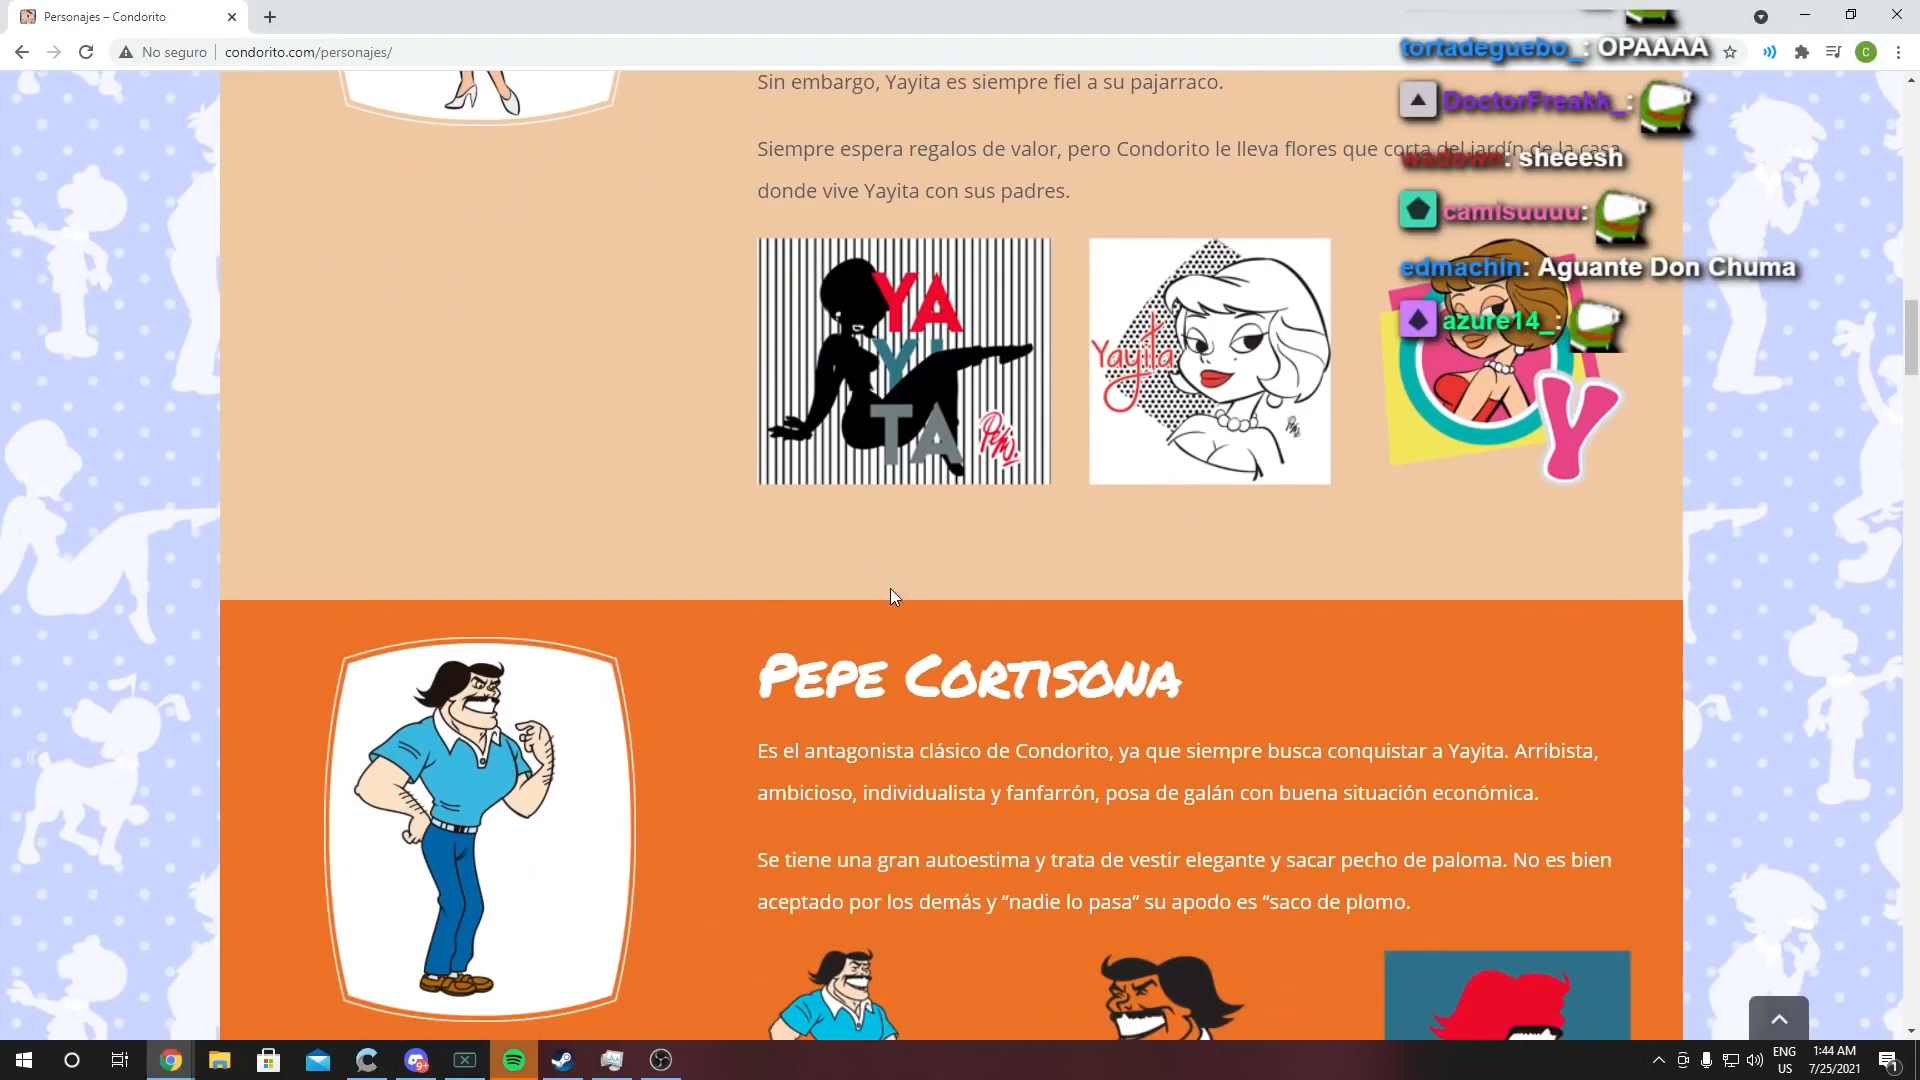 Personajes – Condorito
No seguro
condorito.com/personajes/
tortadeguebo_: OPAAAA
DoctorFreakk_:
wadown: sheeesh
camisuuuu:
edmachin: Aguante Don Chuma
azure14_:
Sin embargo, Yayita es siempre fiel a su pajarraco.
Siempre espera regalos de valor, pero Condorito le lleva flores que corta del jardín de la casa
donde vive Yayita con sus padres.
YA
YI
TA
Yayita
Y
Pepe Cortisona
Es el antagonista clásico de Condorito, ya que siempre busca conquistar a Yayita. Arribista,
ambicioso, individualista y fanfarrón, posa de galán con buena situación económica.
Se tiene una gran autoestima y trata de vestir elegante y sacar pecho de paloma. No es bien
aceptado por los demás y “nadie lo pasa” su apodo es “saco de plomo.
C
9+
ENG
US
1:44 AM
7/25/2021
1